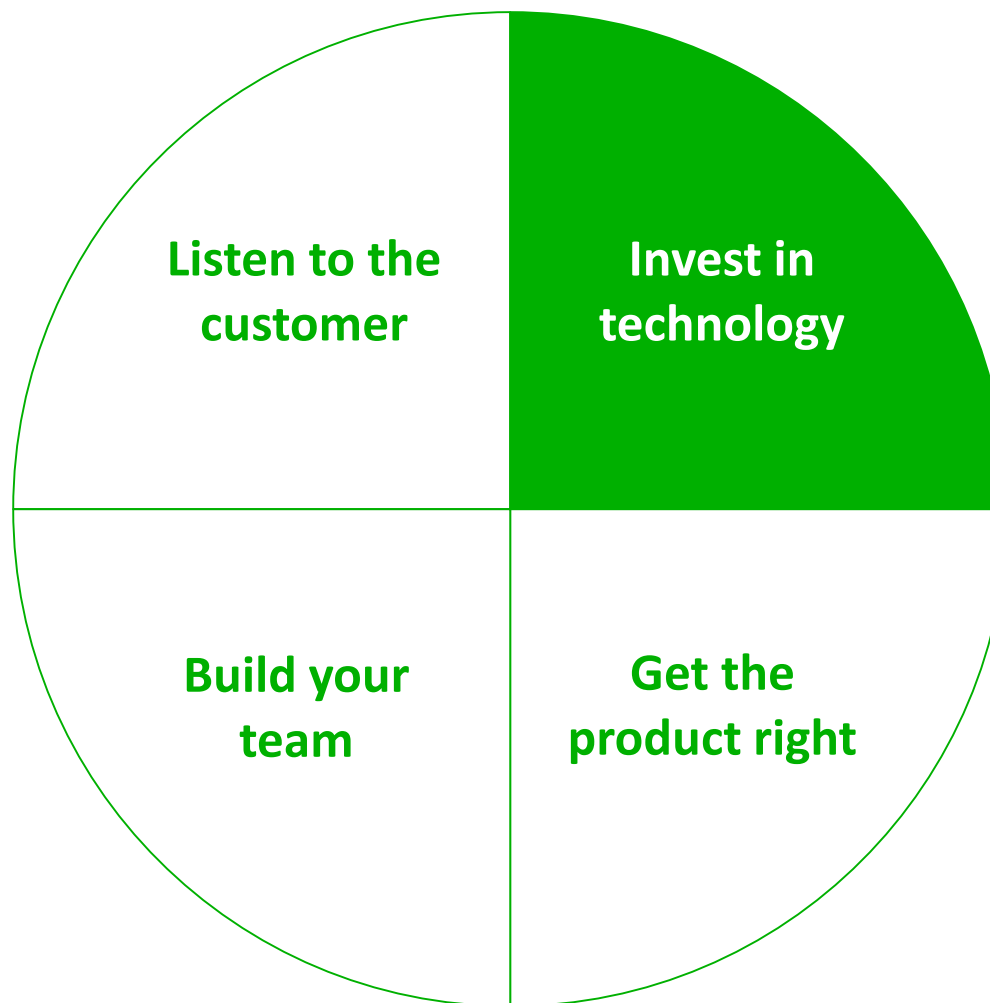 Listen to the
customer
Invest in
technology
Build your
team
Get the
product right